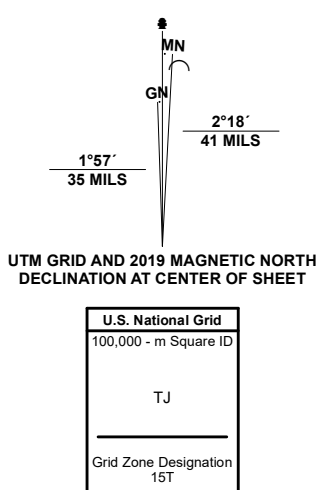 MN
GN
2°18´
41 MILS
1°57´
35 MILS
UTM GRID AND 2019 MAGNETIC NORTH
DECLINATION AT CENTER OF SHEET
U.S. National Grid
100,000 - m Square ID
TJ
Grid Zone Designation
15T